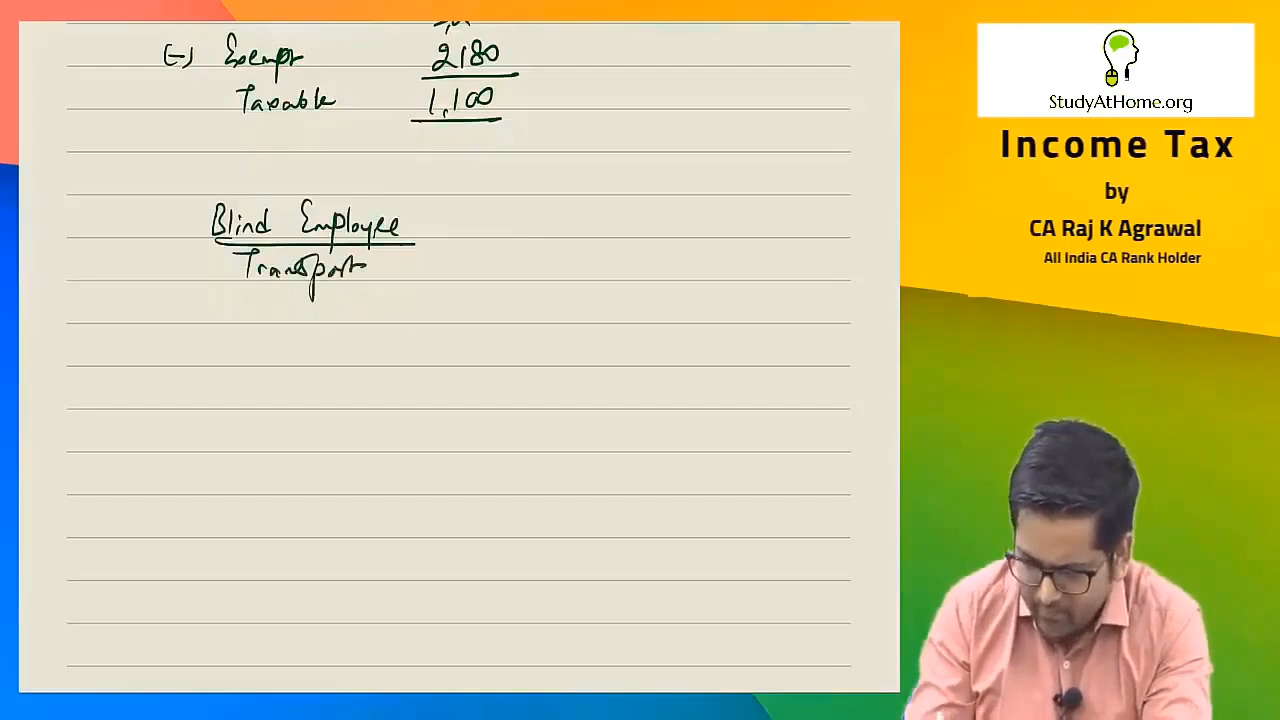 (-) Exempt 2180
Taxable 1,100
Blind Employee
Transport
StudyAtHome.org
Income Tax
by
CA Raj K Agrawal
All India CA Rank Holder